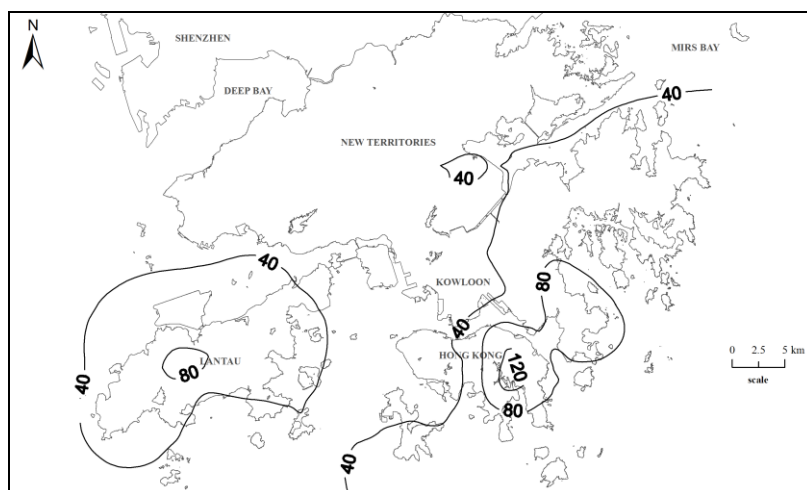 N
SHENZHEN
MIRS BAY
DEEP BAY
40
NEW TERRITORIES
40
40
KOWLOON
80
40
HONG KONG
LANTAU
120
80
40
80
40
0 2.5 5 km
scale